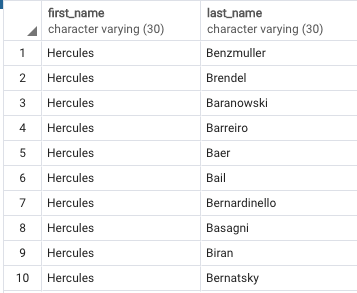 first_name last_name
character varying (30) character varying (30)
1 Hercules Benzmuller
2 Hercules Brendel
3 Hercules Baranowski
4 Hercules Barreiro
5 Hercules Baer
6 Hercules Bail
7 Hercules Bernardinello
8 Hercules Basagni
9 Hercules Biran
10 Hercules Bernatsky